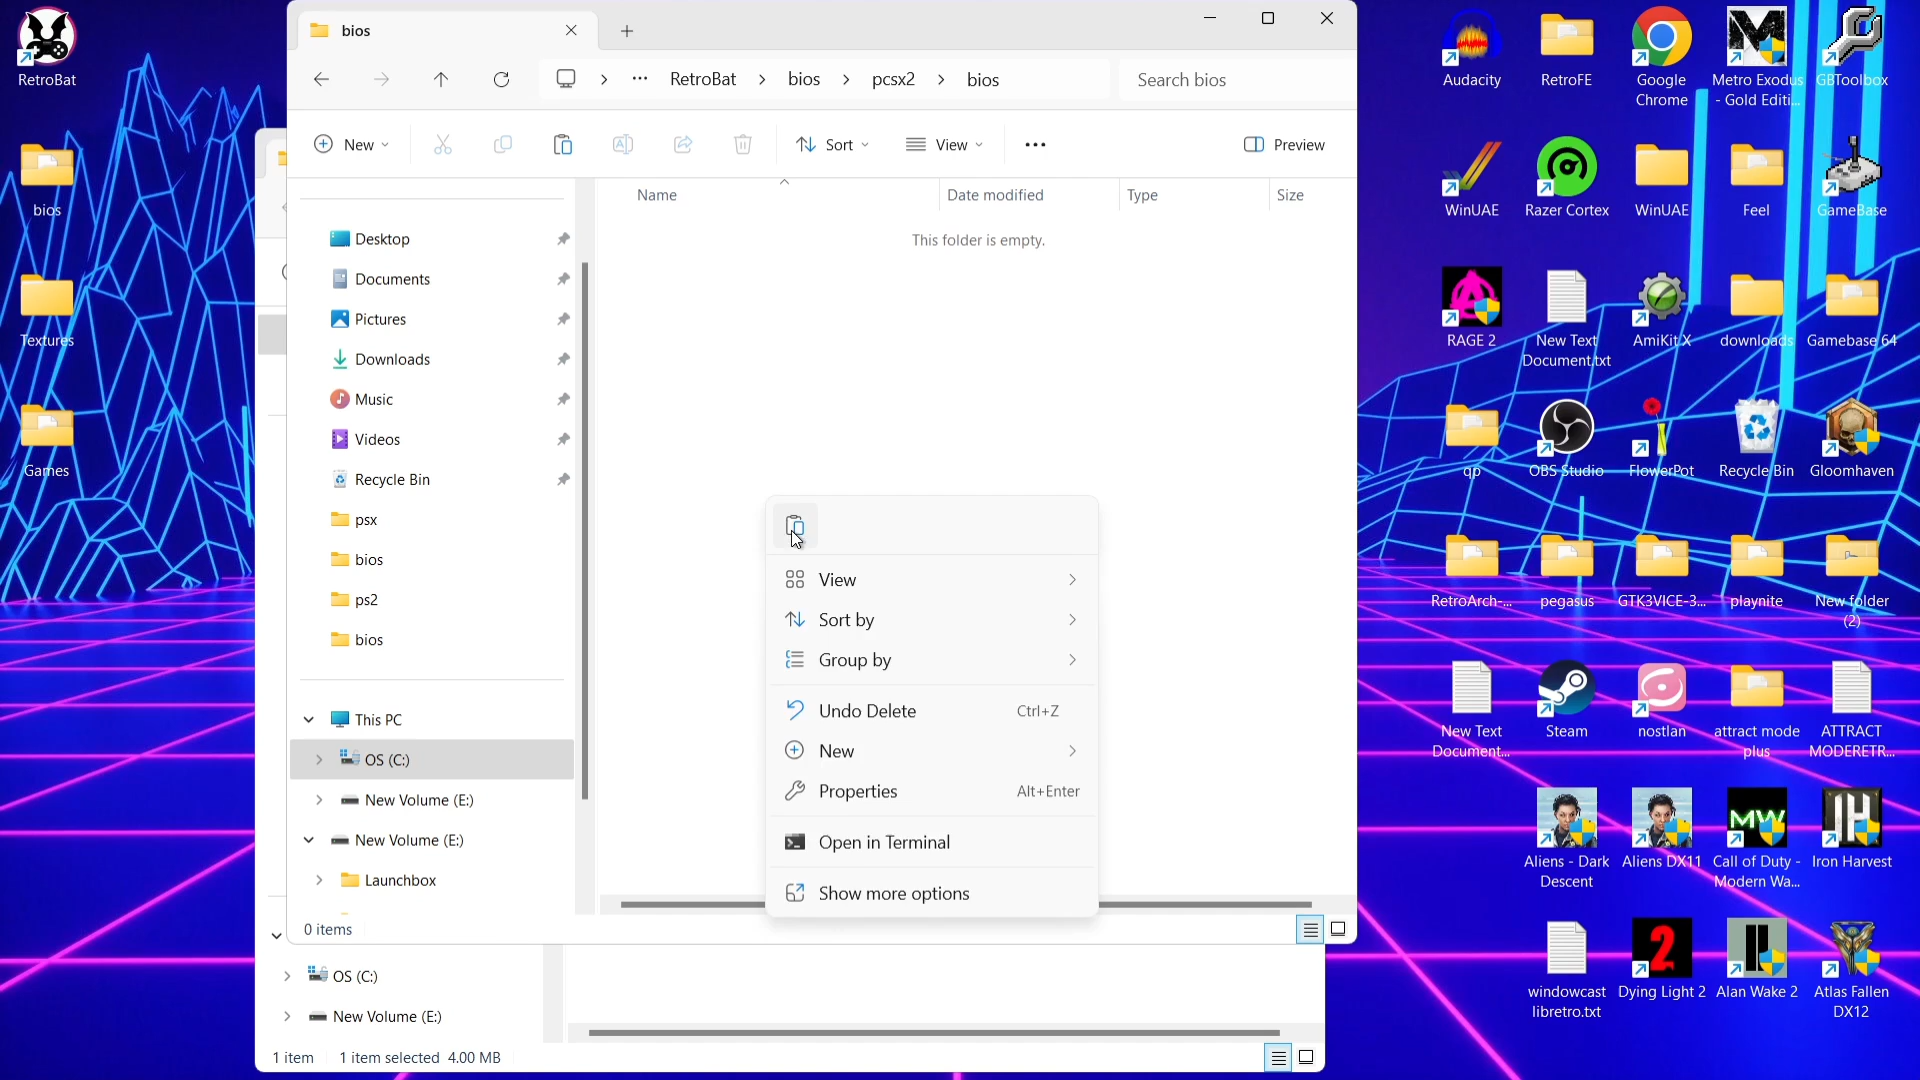 RetroBat
bios
Textures
Games
bios
RetroBat
bios
pcsx2
bios
Search bios
New
Sort
View
Preview
Name
Date modified
Type
Size
This folder is empty.
Desktop
Documents
Pictures
Downloads
Music
Videos
Recycle Bin
psx
bios
ps2
bios
This PC
OS (C:)
New Volume (E:)
New Volume (E:)
Launchbox
0 items
View
Sort by
Group by
Undo Delete Ctrl+Z
New
Properties Alt+Enter
Open in Terminal
Show more options
OS (C:)
New Volume (E:)
1 item 1 item selected 4.00 MB
Audacity
RetroFE
Google
Chrome
Metro Exodus
- Gold Editi...
GBToolbox
WinUAE
Razer Cortex
WinUAE
Feel
GameBase
RAGE 2
New Text
Document.txt
AmiKit X
downloads
Gamebase 64
qp
OBS Studio
FlowerPot
Recycle Bin
Gloomhaven
RetroArch-...
pegasus
GTK3VICE-3...
playnite
New folder
(2)
New Text
Document...
Steam
nostlan
attract mode
plus
ATTRACT
MODERETR...
Aliens - Dark
Descent
Aliens DX11
MW
Call of Duty -
Modern Wa...
Iron Harvest
windowcast
libretro.txt
2
Dying Light 2
Alan Wake 2
Atlas Fallen
DX12